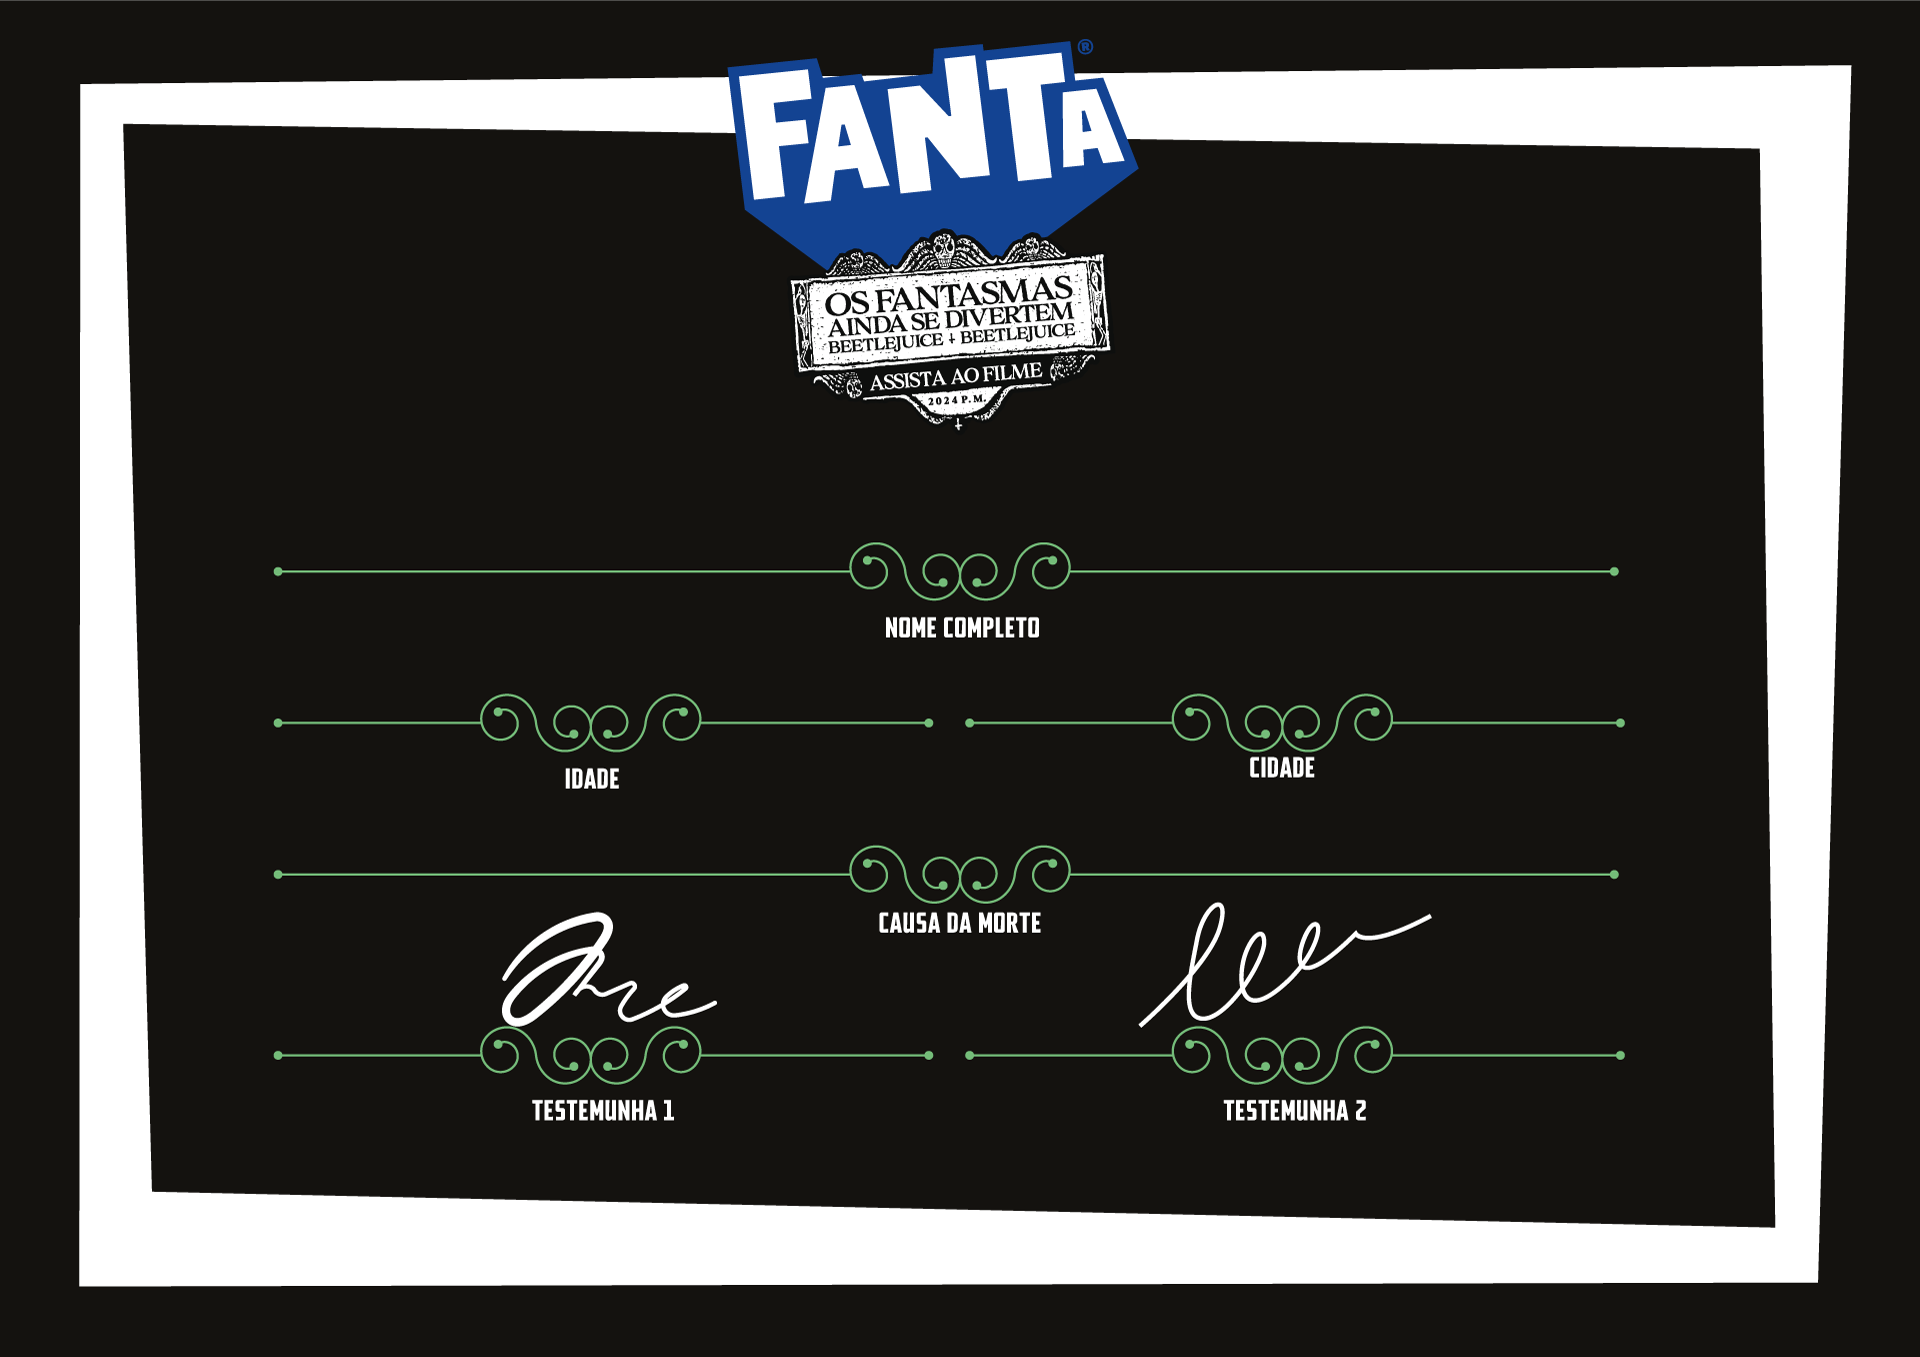 FANTA®
OS FANTASMAS
AINDA SE DIVERTEM
BEETLEJUICE + BEETLEJUICE
ASSISTA AO FILME
2024 P.M.
NOME COMPLETO
IDADE
CIDADE
CAUSA DA MORTE
TESTEMUNHA 1
TESTEMUNHA 2